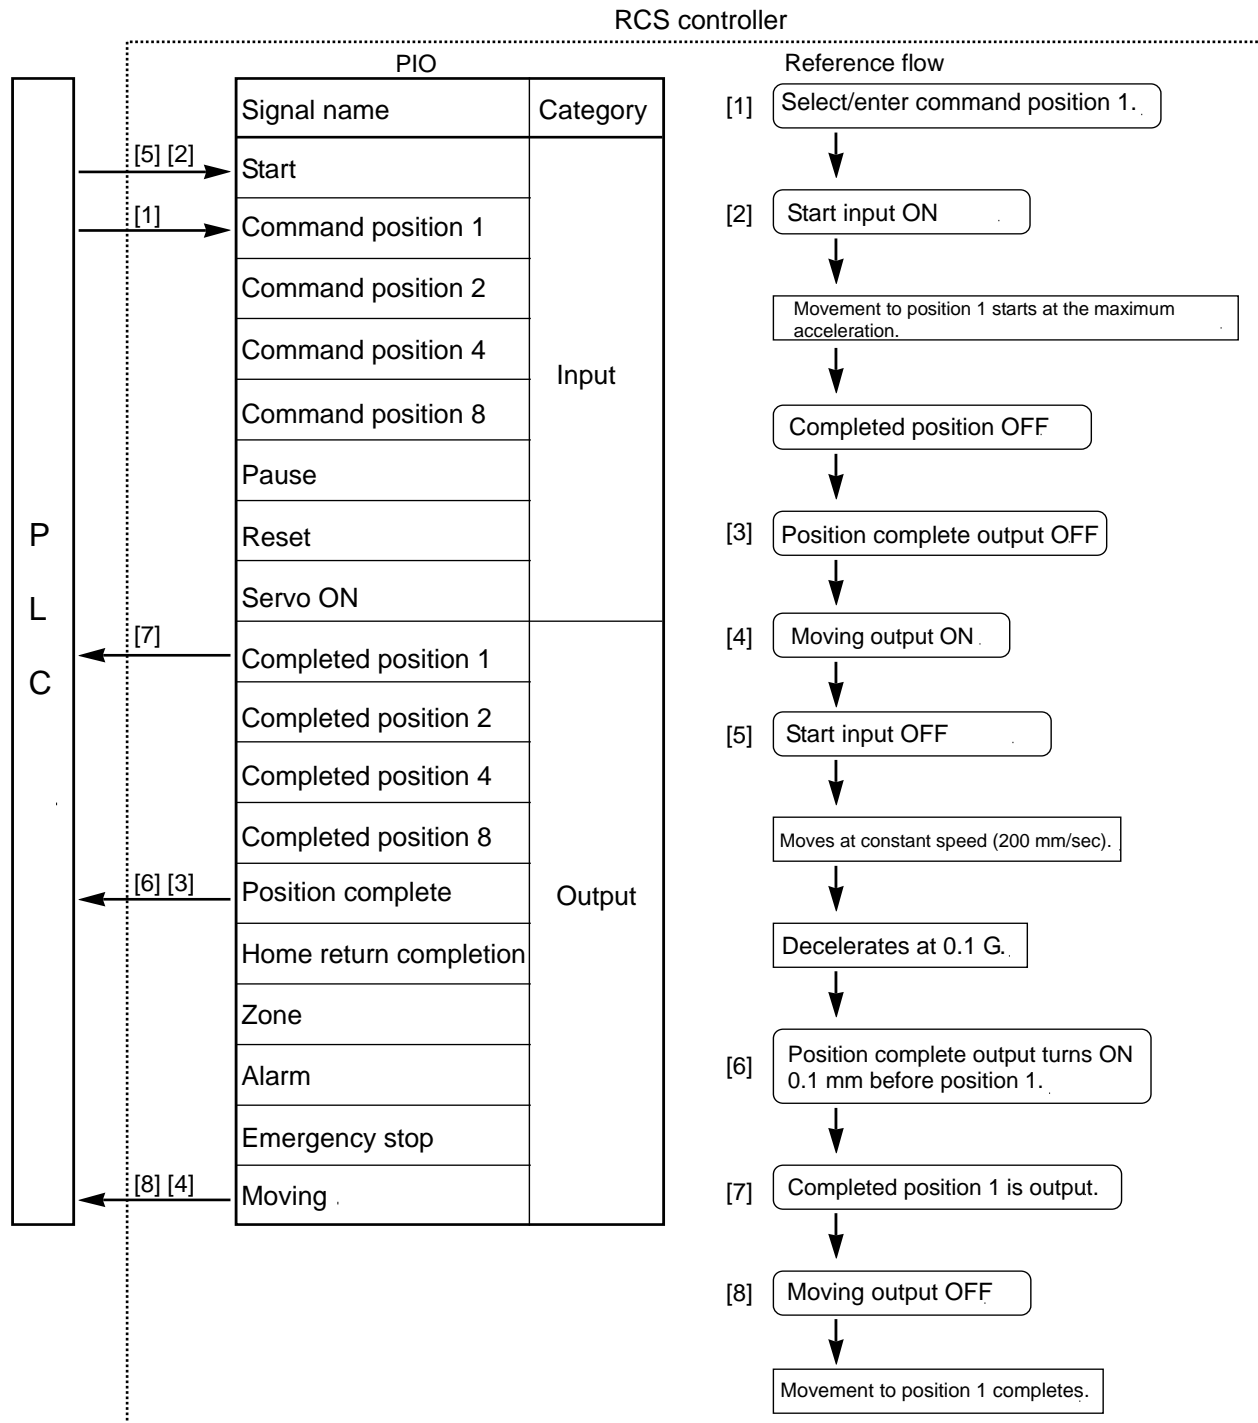 RCS controller
PIO
Signal name
Category
[5] [2]
Start
[1]
Command position 1
Command position 2
Command position 4
Command position 8
Pause
Reset
Servo ON
Input
[7]
Completed position 1
Completed position 2
Completed position 4
Completed position 8
[6] [3]
Position complete
Home return completion
Zone
Alarm
Emergency stop
[8] [4]
Moving
Output
P
L
C
Reference flow
[1]
Select/enter command position 1.
[2]
Start input ON
Movement to position 1 starts at the maximum
acceleration.
Completed position OFF
[3]
Position complete output OFF
[4]
Moving output ON
[5]
Start input OFF
Moves at constant speed (200 mm/sec).
Decelerates at 0.1 G.
[6]
Position complete output turns ON
0.1 mm before position 1.
[7]
Completed position 1 is output.
[8]
Moving output OFF
Movement to position 1 completes.